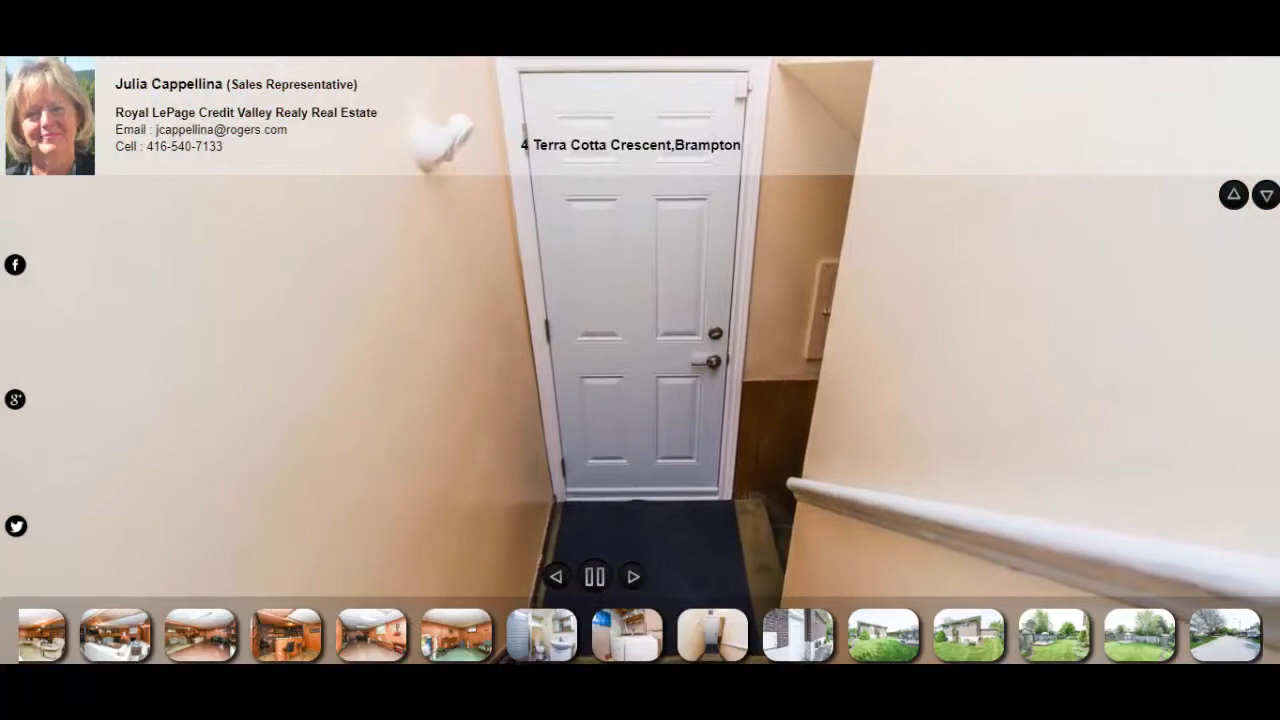 Julia Cappellina (Sales Representative)
Royal LePage Credit Valley Realy Real Estate
Email : jcappellina@rogers.com
Cell : 416-540-7133
4 Terra Cotta Crescent,Brampton